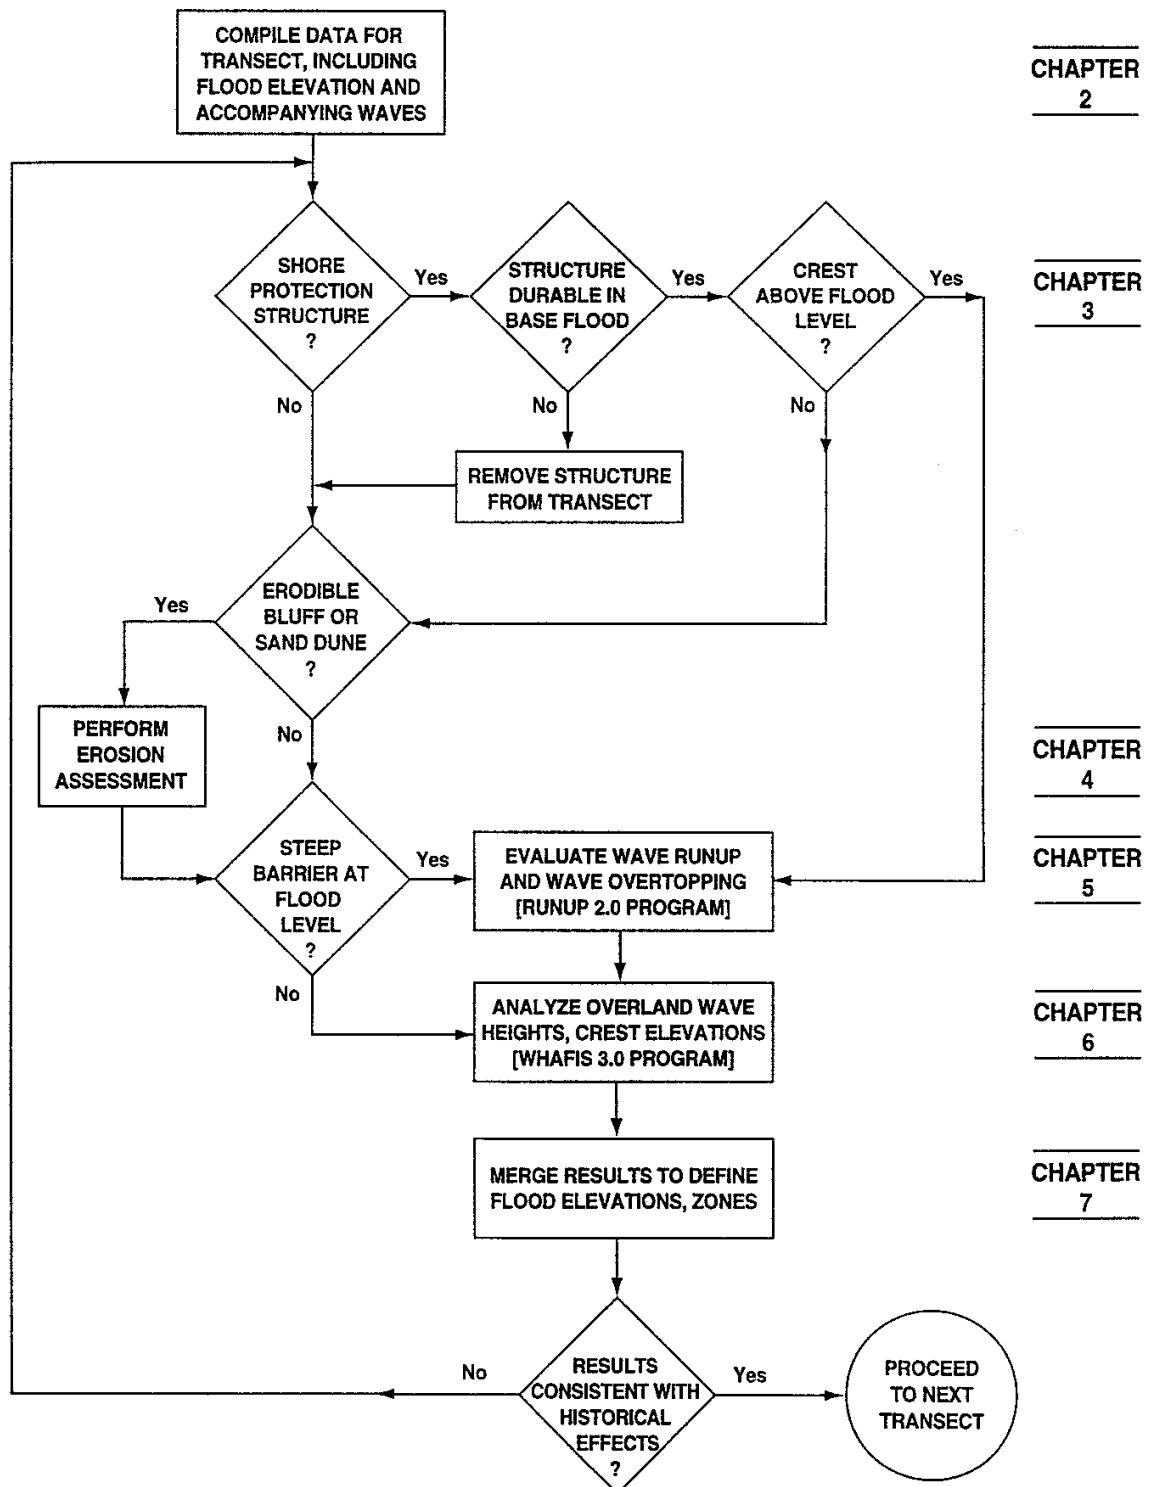 COMPILE DATA FOR
TRANSECT, INCLUDING
FLOOD ELEVATION AND
ACCOMPANYING WAVES
CHAPTER
2
SHORE
PROTECTION
STRUCTURE
?
Yes
STRUCTURE
DURABLE IN
BASE FLOOD
?
Yes
CREST
ABOVE FLOOD
LEVEL
?
Yes
CHAPTER
3
No
No
No
REMOVE STRUCTURE
FROM TRANSECT
ERODIBLE
BLUFF OR
SAND DUNE
?
Yes
No
PERFORM
EROSION
ASSESSMENT
CHAPTER
4
STEEP
BARRIER AT
FLOOD
LEVEL
?
Yes
EVALUATE WAVE RUNUP
AND WAVE OVERTOPPING
[RUNUP 2.0 PROGRAM]
CHAPTER
5
No
ANALYZE OVERLAND WAVE
HEIGHTS, CREST ELEVATIONS
[WHAFIS 3.0 PROGRAM]
CHAPTER
6
MERGE RESULTS TO DEFINE
FLOOD ELEVATIONS, ZONES
CHAPTER
7
No
RESULTS
CONSISTENT WITH
HISTORICAL
EFFECTS
?
Yes
PROCEED
TO NEXT
TRANSECT